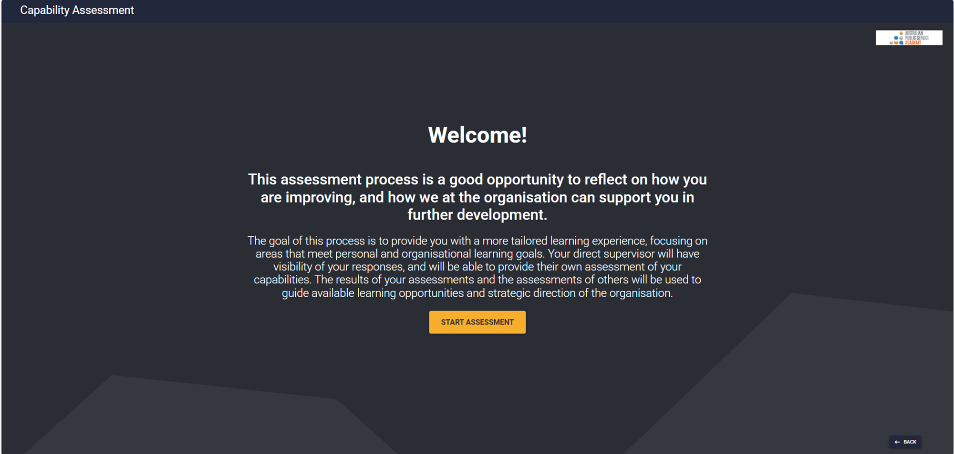 Capability Assessment
AUSTRALIAN
PUBLIC SERVICE
ACADEMY
Welcome!
This assessment process is a good opportunity to reflect on how you
are improving, and how we at the organisation can support you in
further development.
The goal of this process is to provide you with a more tailored learning experience, focusing on
areas that meet personal and organisational learning goals. Your direct supervisor will have
visibility of your responses, and will be able to provide their own assessment of your
capabilities. The results of your assessments and the assessments of others will be used to
guide available learning opportunities and strategic direction of the organisation.
START ASSESSMENT
← BACK